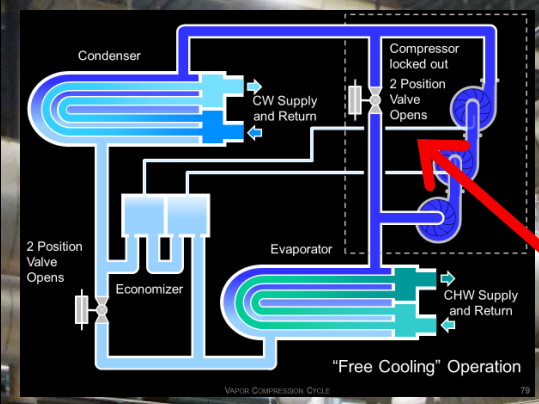 Condenser
Compressor
locked out
2 Position
Valve
Opens
CW Supply
and Return
2 Position
Valve
Opens
Economizer
Evaporator
CHW Supply
and Return
“Free Cooling” Operation
VAPOR COMPRESSION CYCLE
79